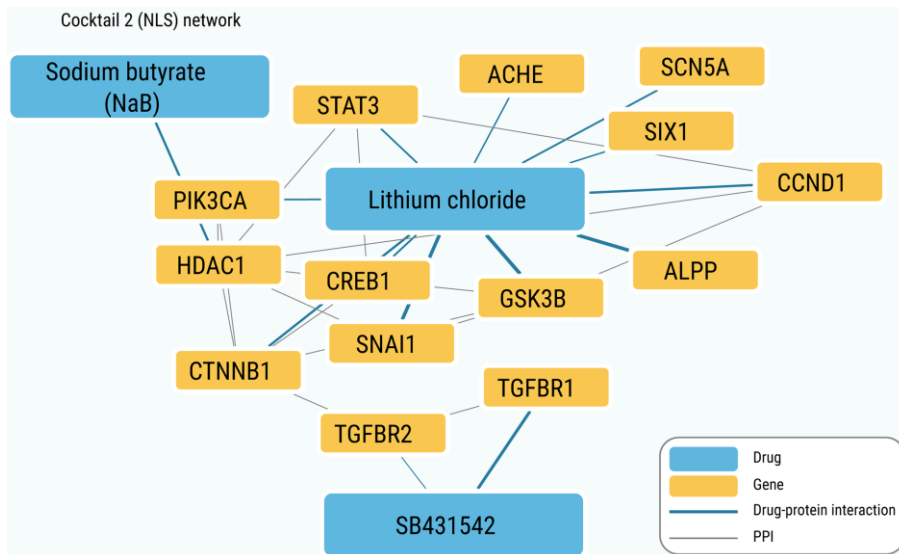 Cocktail 2 (NLS) network
Sodium butyrate
(NaB)
ACHE
SCN5A
STAT3
SIX1
PIK3CA
Lithium chloride
CCND1
HDAC1
CREB1
GSK3B
ALPP
SNAI1
CTNNB1
TGFBR1
TGFBR2
SB431542
Drug
Gene
Drug-protein interaction
PPI